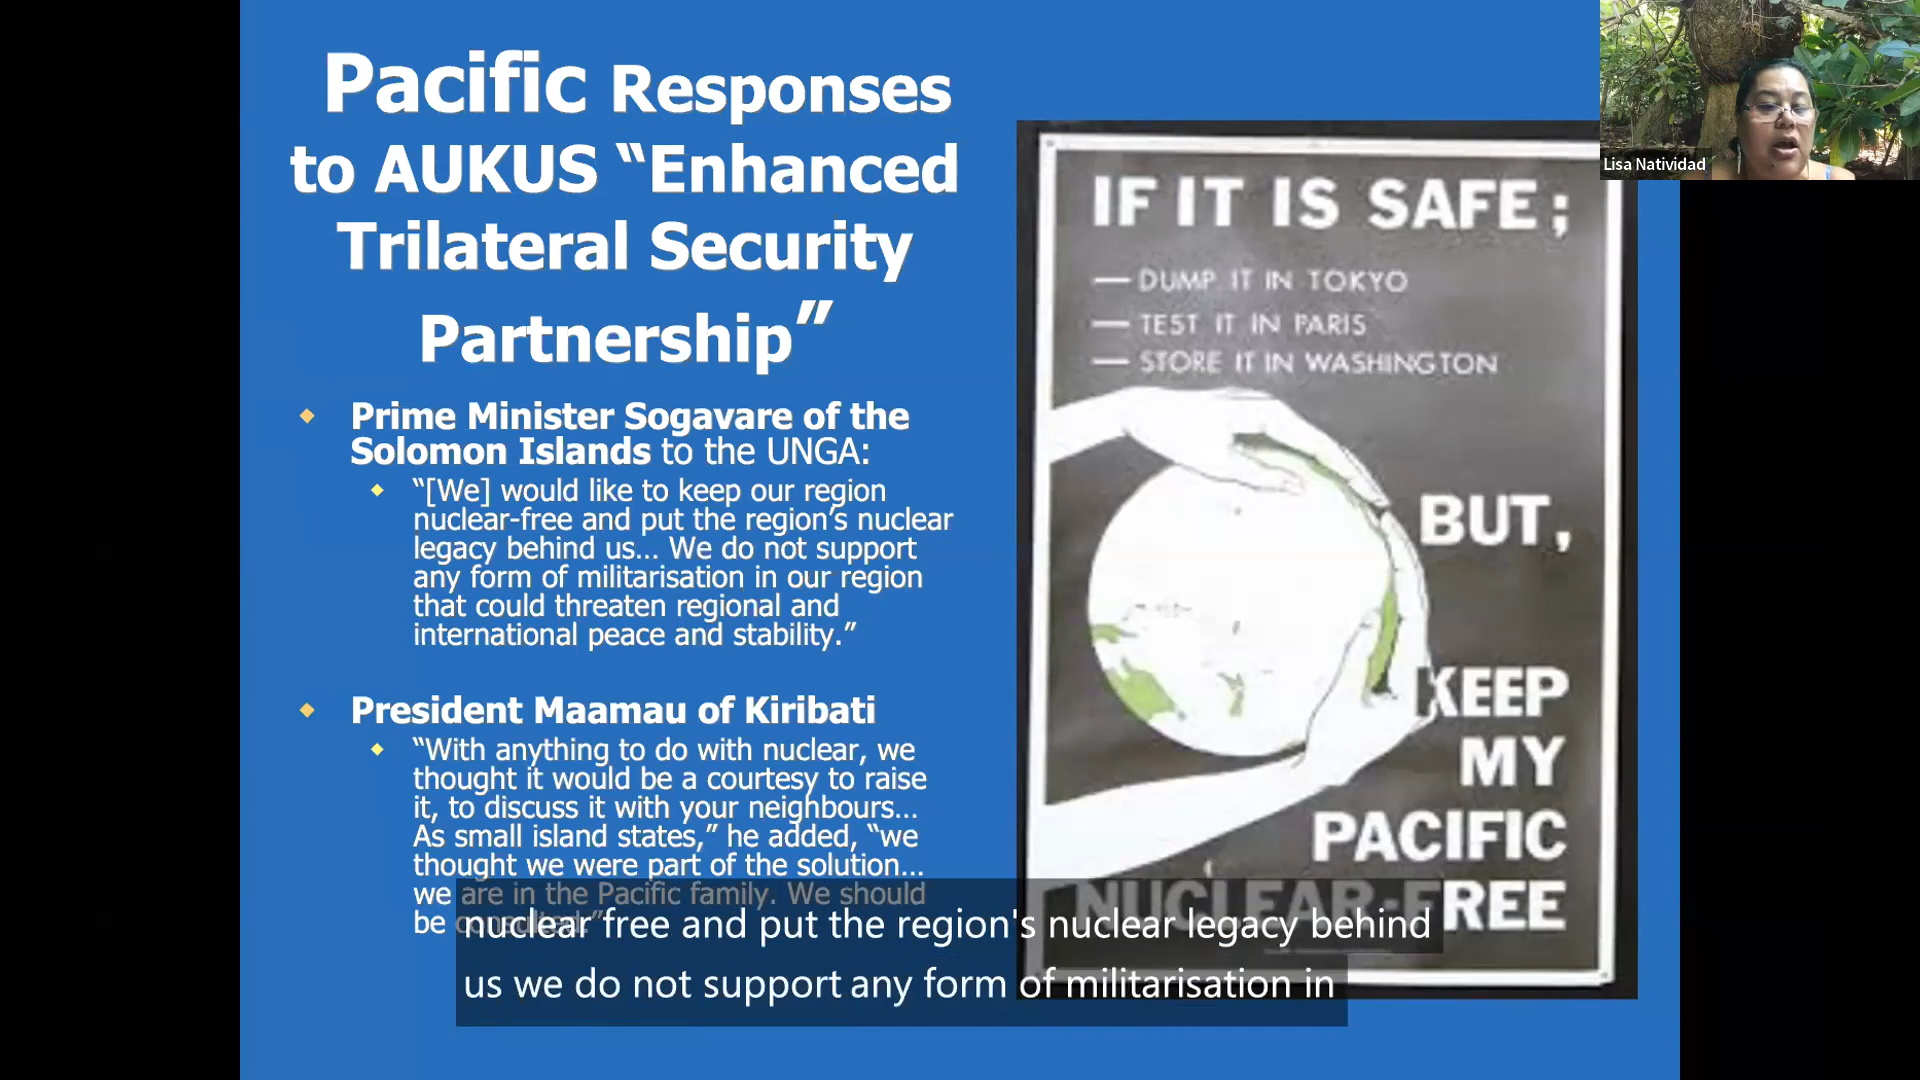 Pacific Responses
to AUKUS “Enhanced
Trilateral Security
Partnership”
Prime Minister Sogavare of the
Solomon Islands to the UNGA:
“[We] would like to keep our region
nuclear-free and put the region’s nuclear
legacy behind us… We do not support
any form of militarisation in our region
that could threaten regional and
international peace and stability.”
President Maamau of Kiribati
“With anything to do with nuclear, we
thought it would be a courtesy to raise
it, to discuss it with your neighbours…
As small island states,” he added, “we
thought we were part of the solution…
we are in the Pacific family. We should
be consulted.”
IF IT IS SAFE;
— DUMP IT IN TOKYO
— TEST IT IN PARIS
— STORE IT IN WASHINGTON
BUT,
KEEP
MY
PACIFIC
NUCLEAR-FREE
Lisa Natividad
nuclear free and put the region's nuclear legacy behind
us we do not support any form of militarisation in